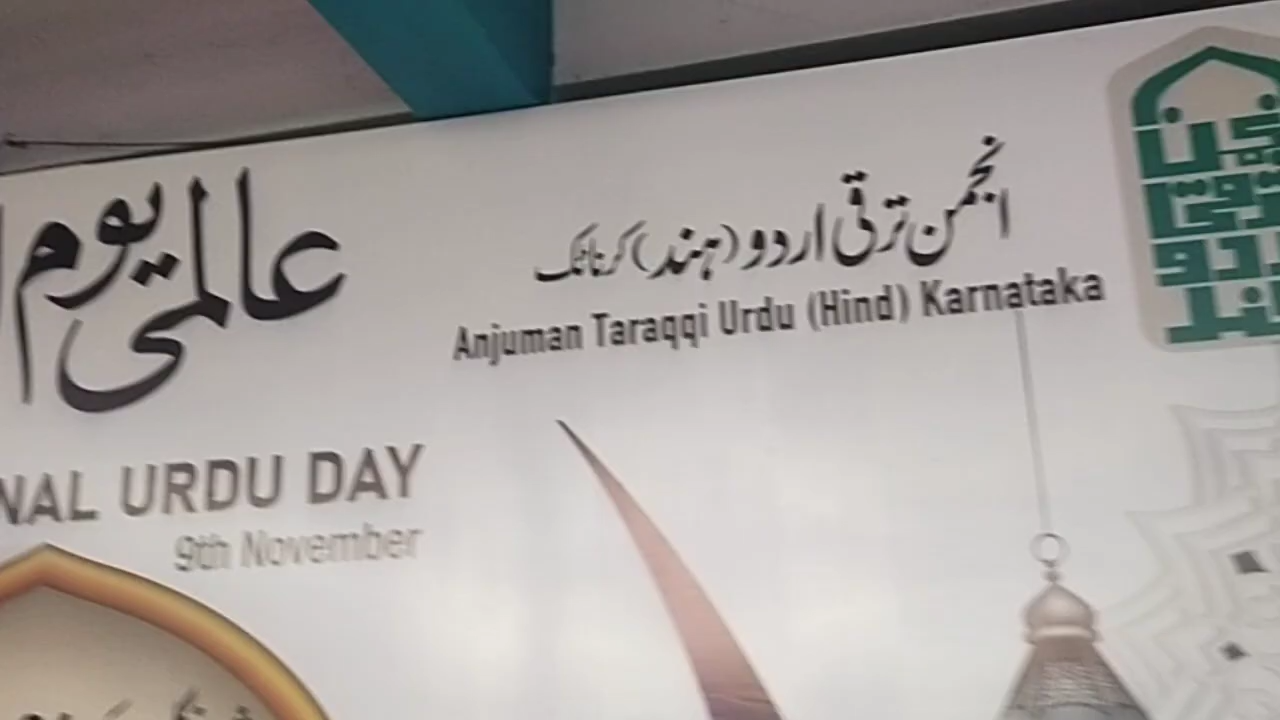 انجمن ترقی اردو (ہند) کرناٹک
Anjuman Taraqqi Urdu (Hind) Karnataka
عالمی یوم
NAL URDU DAY
9th November